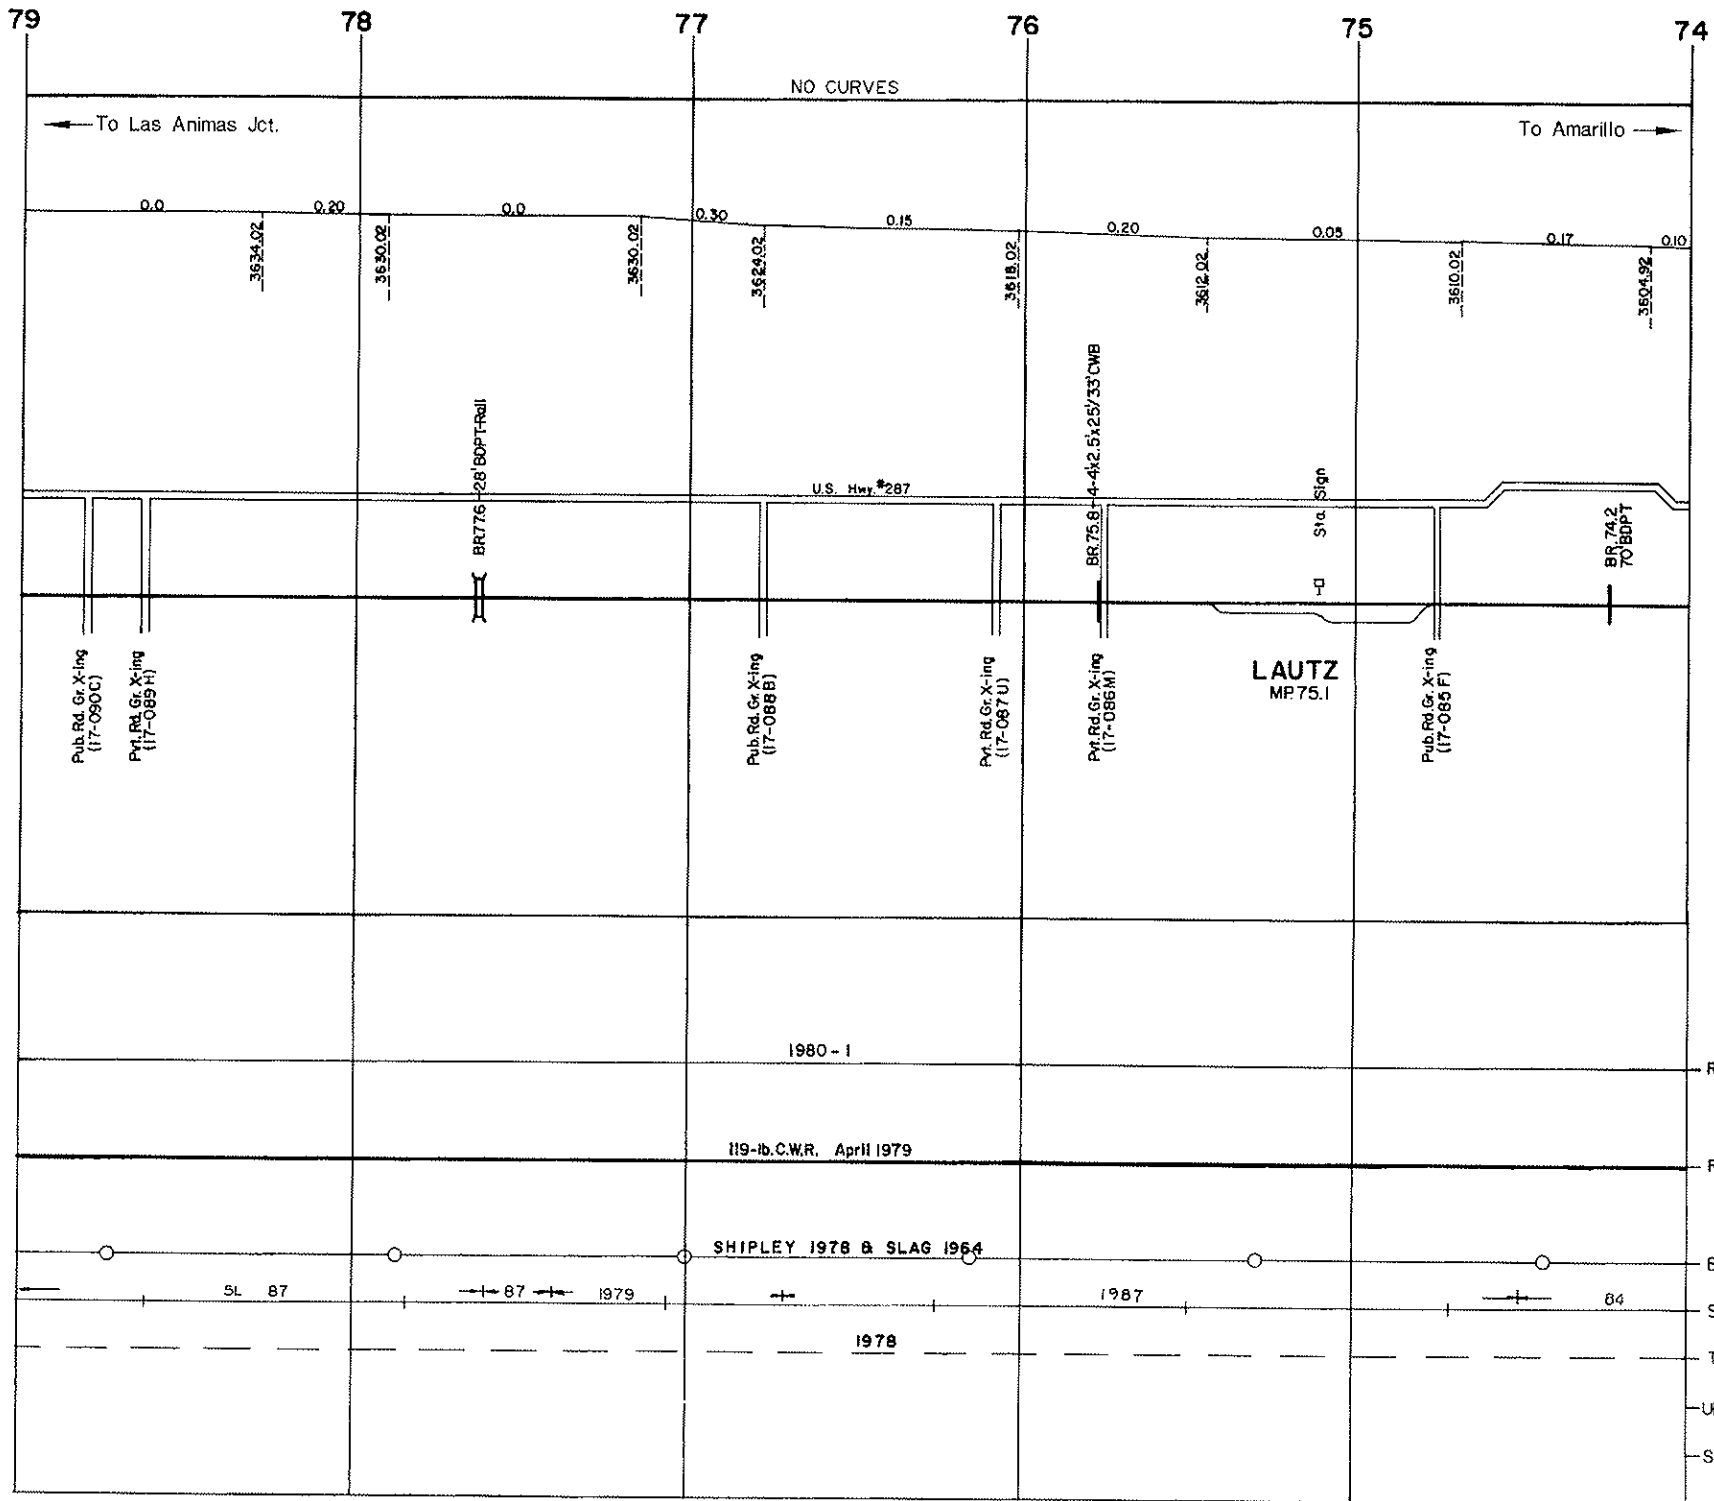 79 78 77 76 75 74
NO CURVES
To Las Animas Jct.
To Amarillo
0.0 0.20 0.0 0.30 0.15 0.20 0.05 0.17 0.10
3634.02
3630.02
3630.02
3624.02
3618.02
3612.02
3610.02
3604.92
BR.77.6-28' BDPT-Rail
BR.75.8-4-4'x2.5'x25'/33' CWB
U.S. Hwy. #287
Sta. Sign
BR. 74.2
70' BDPT
Pub. Rd. Gr. X-ing
(17-090C)
Pvt. Rd. Gr. X-ing
(17-089H)
Pub. Rd. Gr. X-ing
(17-088B)
Pvt. Rd. Gr. X-ing
(17-087U)
Pvt. Rd. Gr. X-ing
(17-086M)
LAUTZ
MP. 75.1
Pub. Rd. Gr. X-ing
(17-085F)
1980-1
119-lb. C.W.R. April 1979
SHIPLEY 1978 & SLAG 1964
SL 87 87 1979 1987 84
1978